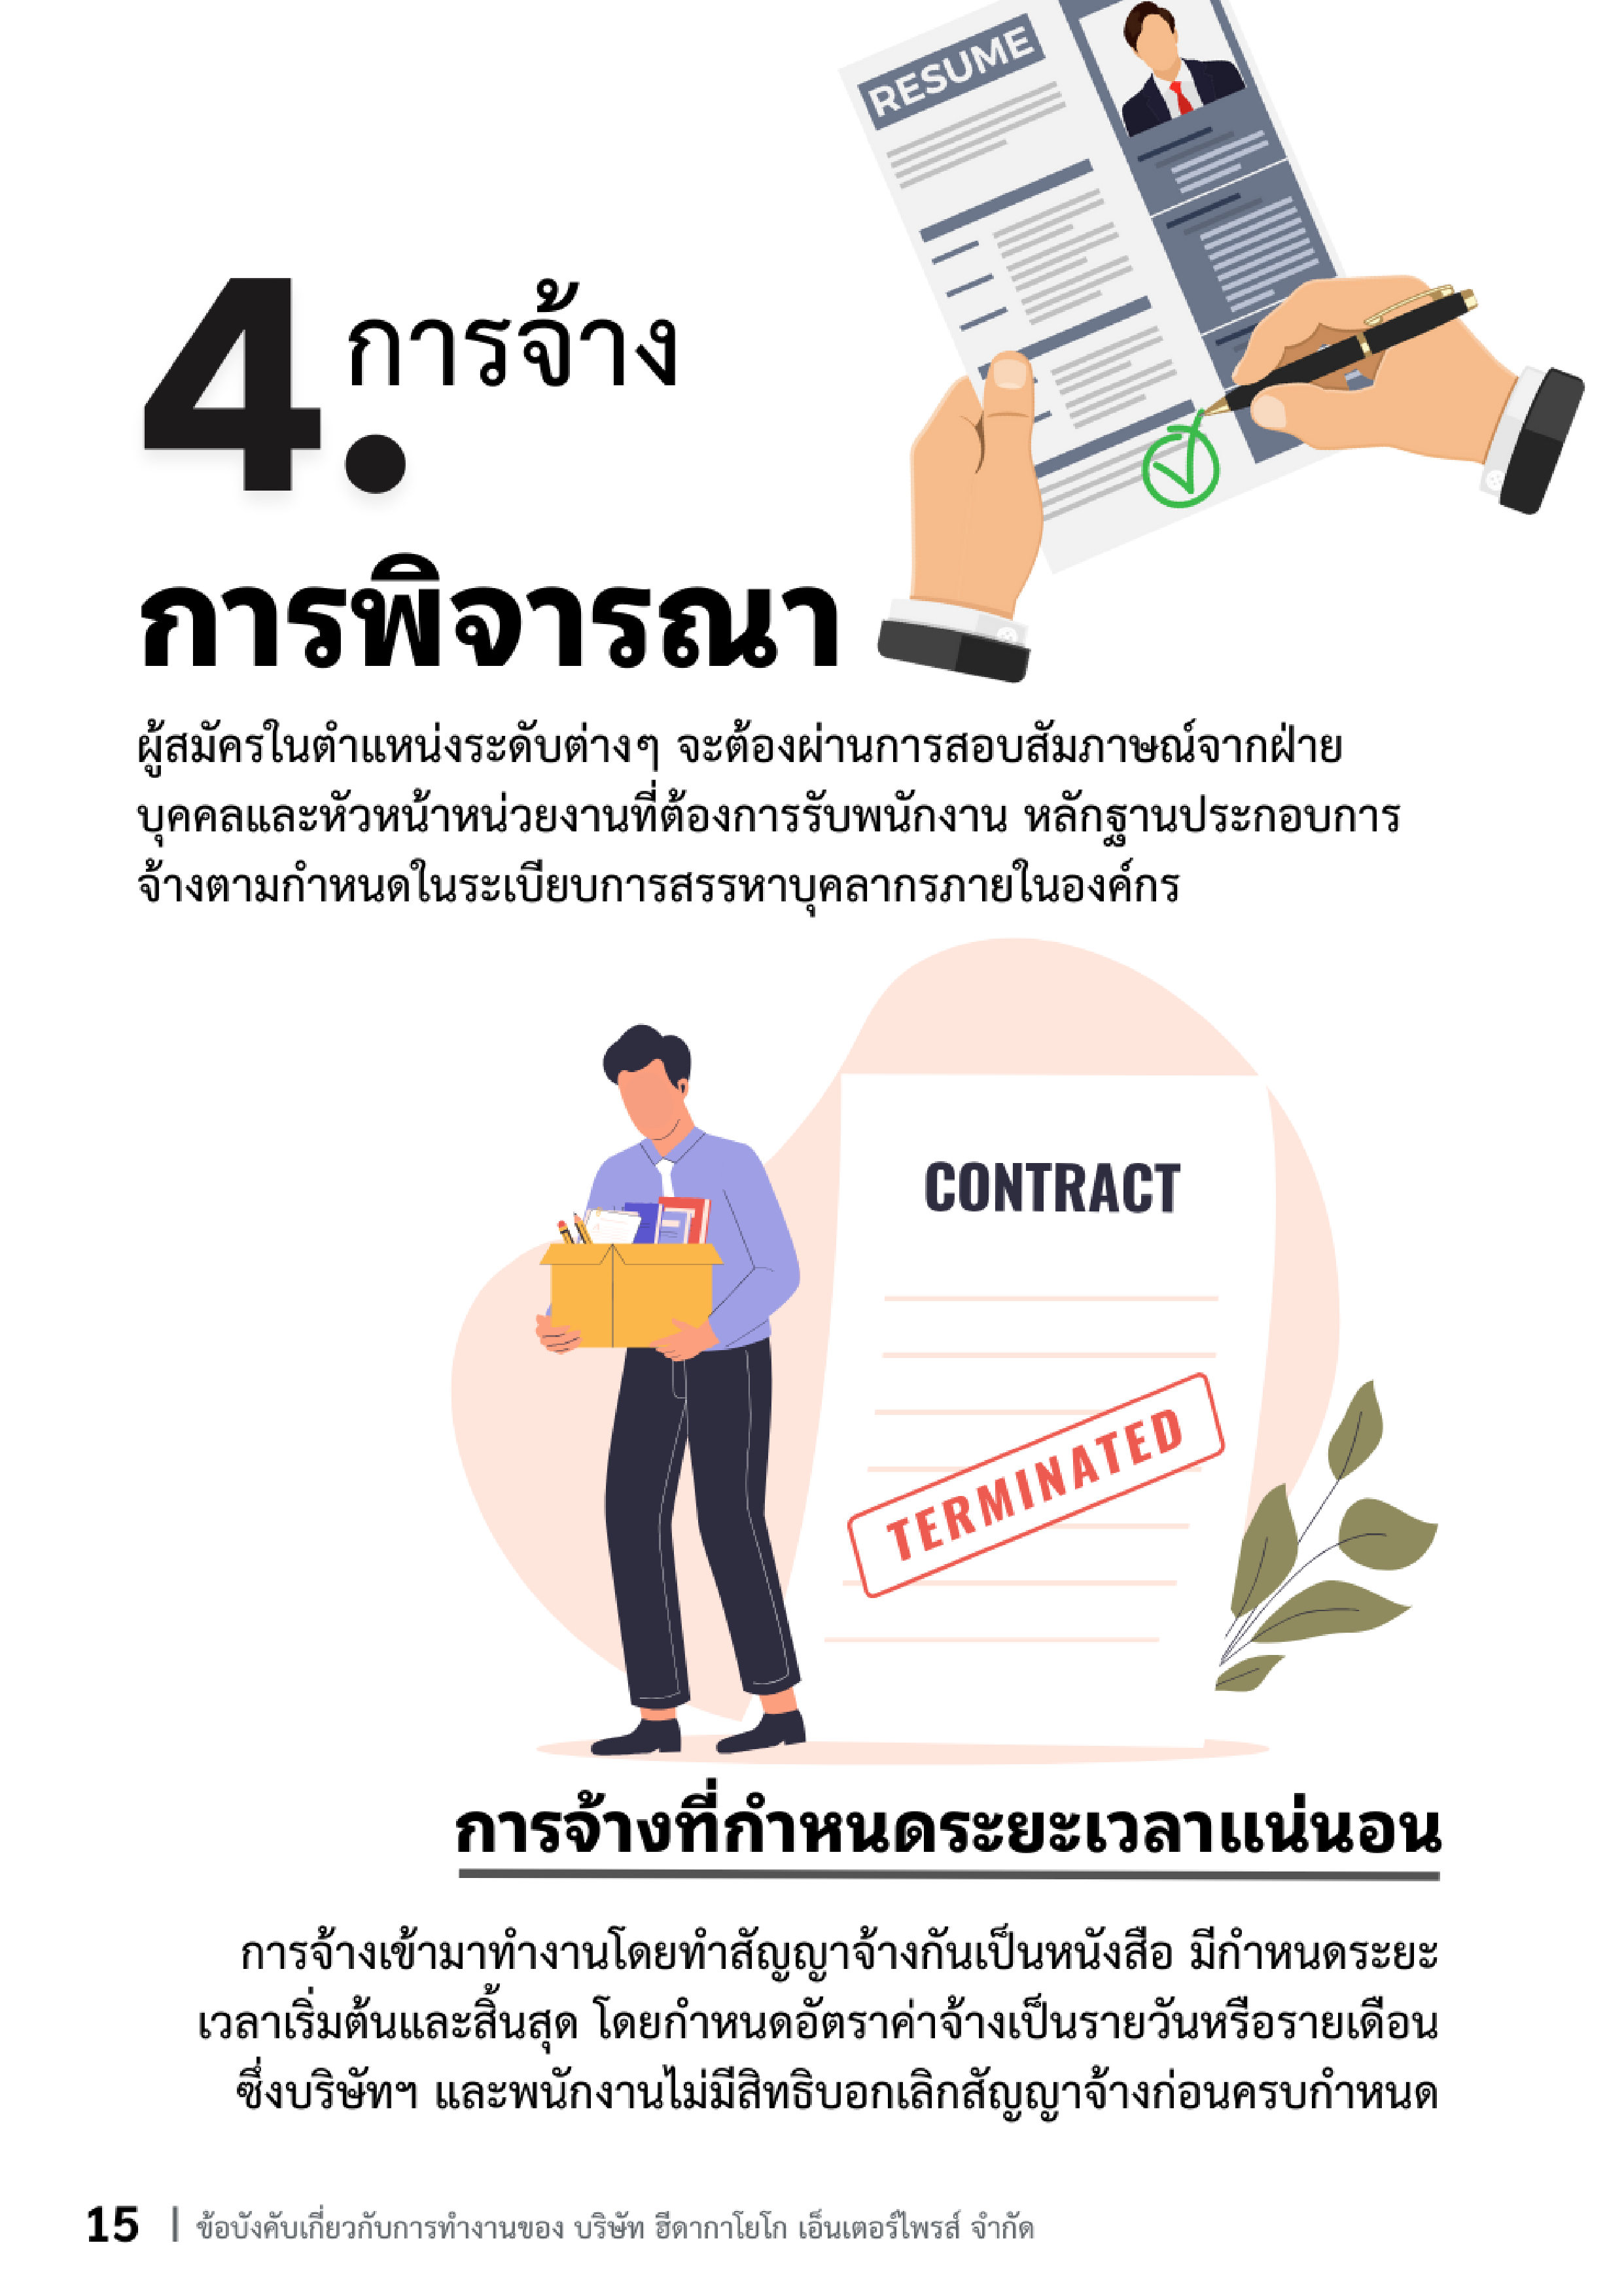 RESUME
4. การจ้าง
การพิจารณา
ผู้สมัครในตำแหน่งระดับต่างๆ จะต้องผ่านการสอบสัมภาษณ์จากฝ่าย
บุคคลและหัวหน้าหน่วยงานที่ต้องการรับพนักงาน หลักฐานประกอบการ
จ้างตามกำหนดในระเบียบการสรรหาบุคลากรภายในองค์กร
CONTRACT
TERMINATED
การจ้างที่กำหนดระยะเวลาแน่นอน
การจ้างเข้ามาทำงานโดยทำสัญญาจ้างกันเป็นหนังสือ มีกำหนดระยะ
เวลาเริ่มต้นและสิ้นสุด โดยกำหนดอัตราค่าจ้างเป็นรายวันหรือรายเดือน
ซึ่งบริษัทฯ และพนักงานไม่มีสิทธิบอกเลิกสัญญาจ้างก่อนครบกำหนด
15 | ข้อบังคับเกี่ยวกับการทำงานของ บริษัท ฮีดากาโยโก เอ็นเตอร์ไพรส์ จำกัด